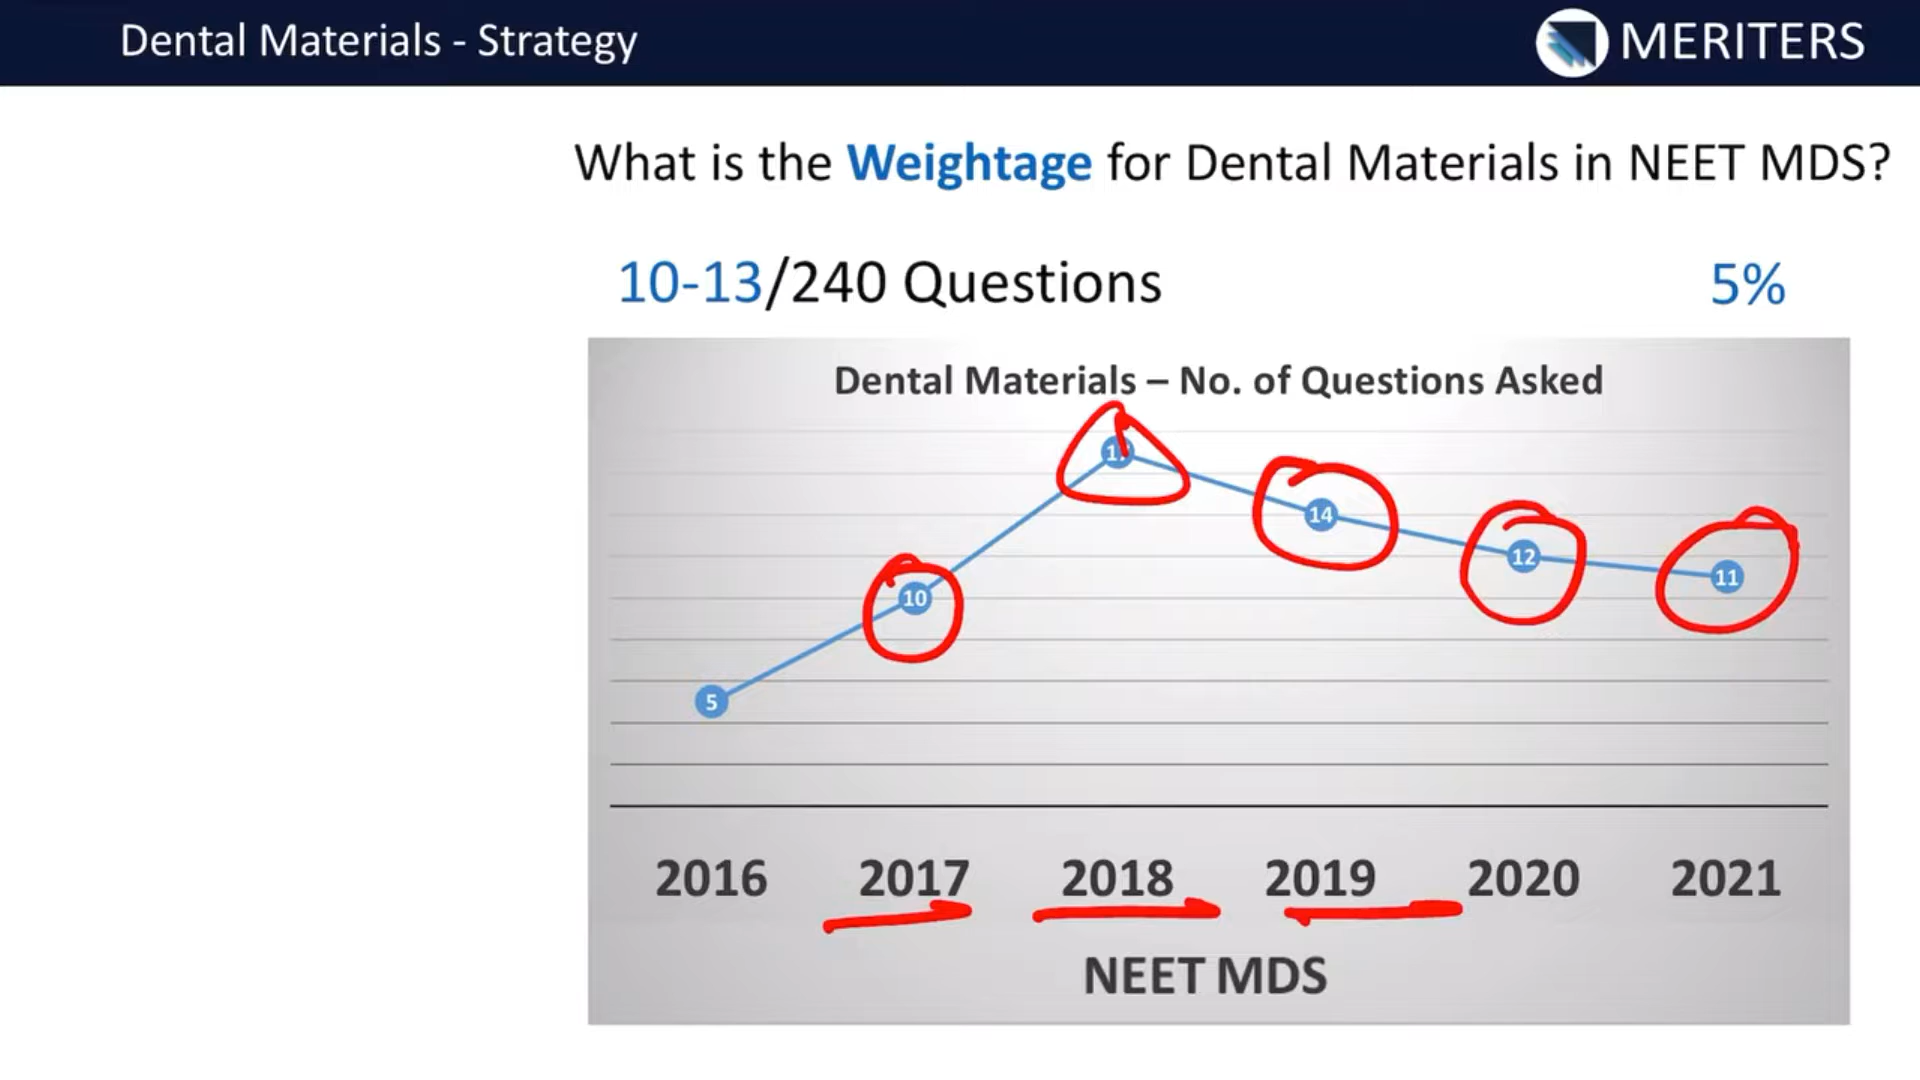 Dental Materials - Strategy
MERITERS
What is the Weightage for Dental Materials in NEET MDS?
10-13/240 Questions
5%
Dental Materials – No. of Questions Asked
14
12
11
10
5
2016 2017 2018 2019 2020 2021
NEET MDS